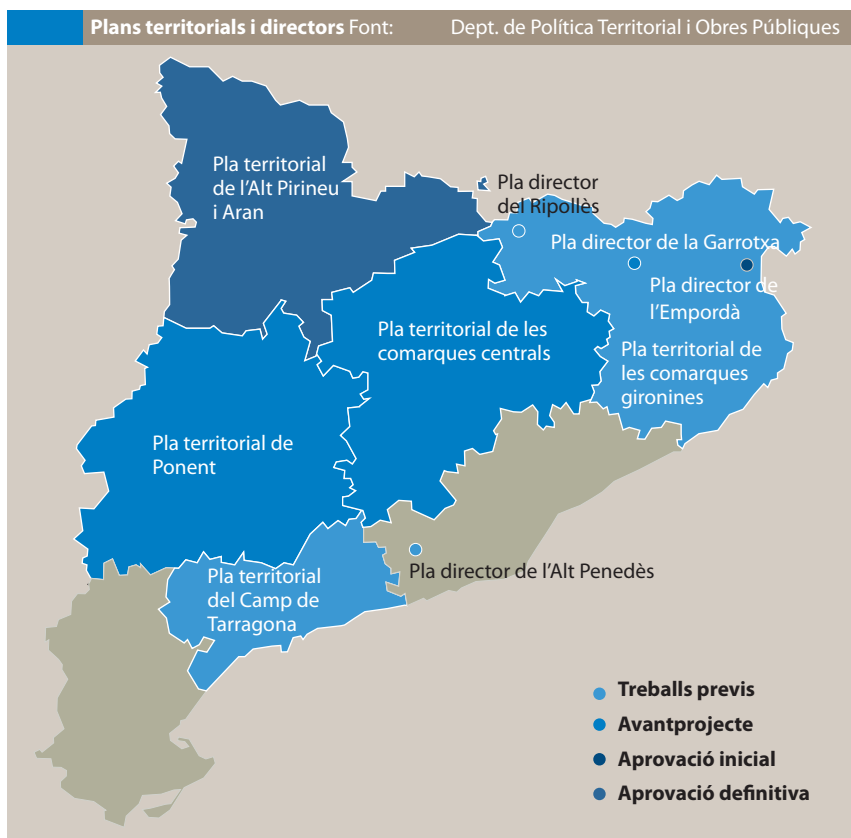 Plans territorials i directors Font: Dept. de Política Territorial i Obres Públiques
Pla territorial
de l'Alt Pirineu
i Aran
Pla director
del Ripollès
Pla director de la Garrotxa
Pla director de
l'Empordà
Pla territorial de les
comarques centrals
Pla territorial de
les comarques
gironines
Pla territorial de
Ponent
Pla director de l'Alt Penedès
Pla territorial
del Camp de
Tarragona
Treballs previs
Avantprojecte
Aprovació inicial
Aprovació definitiva